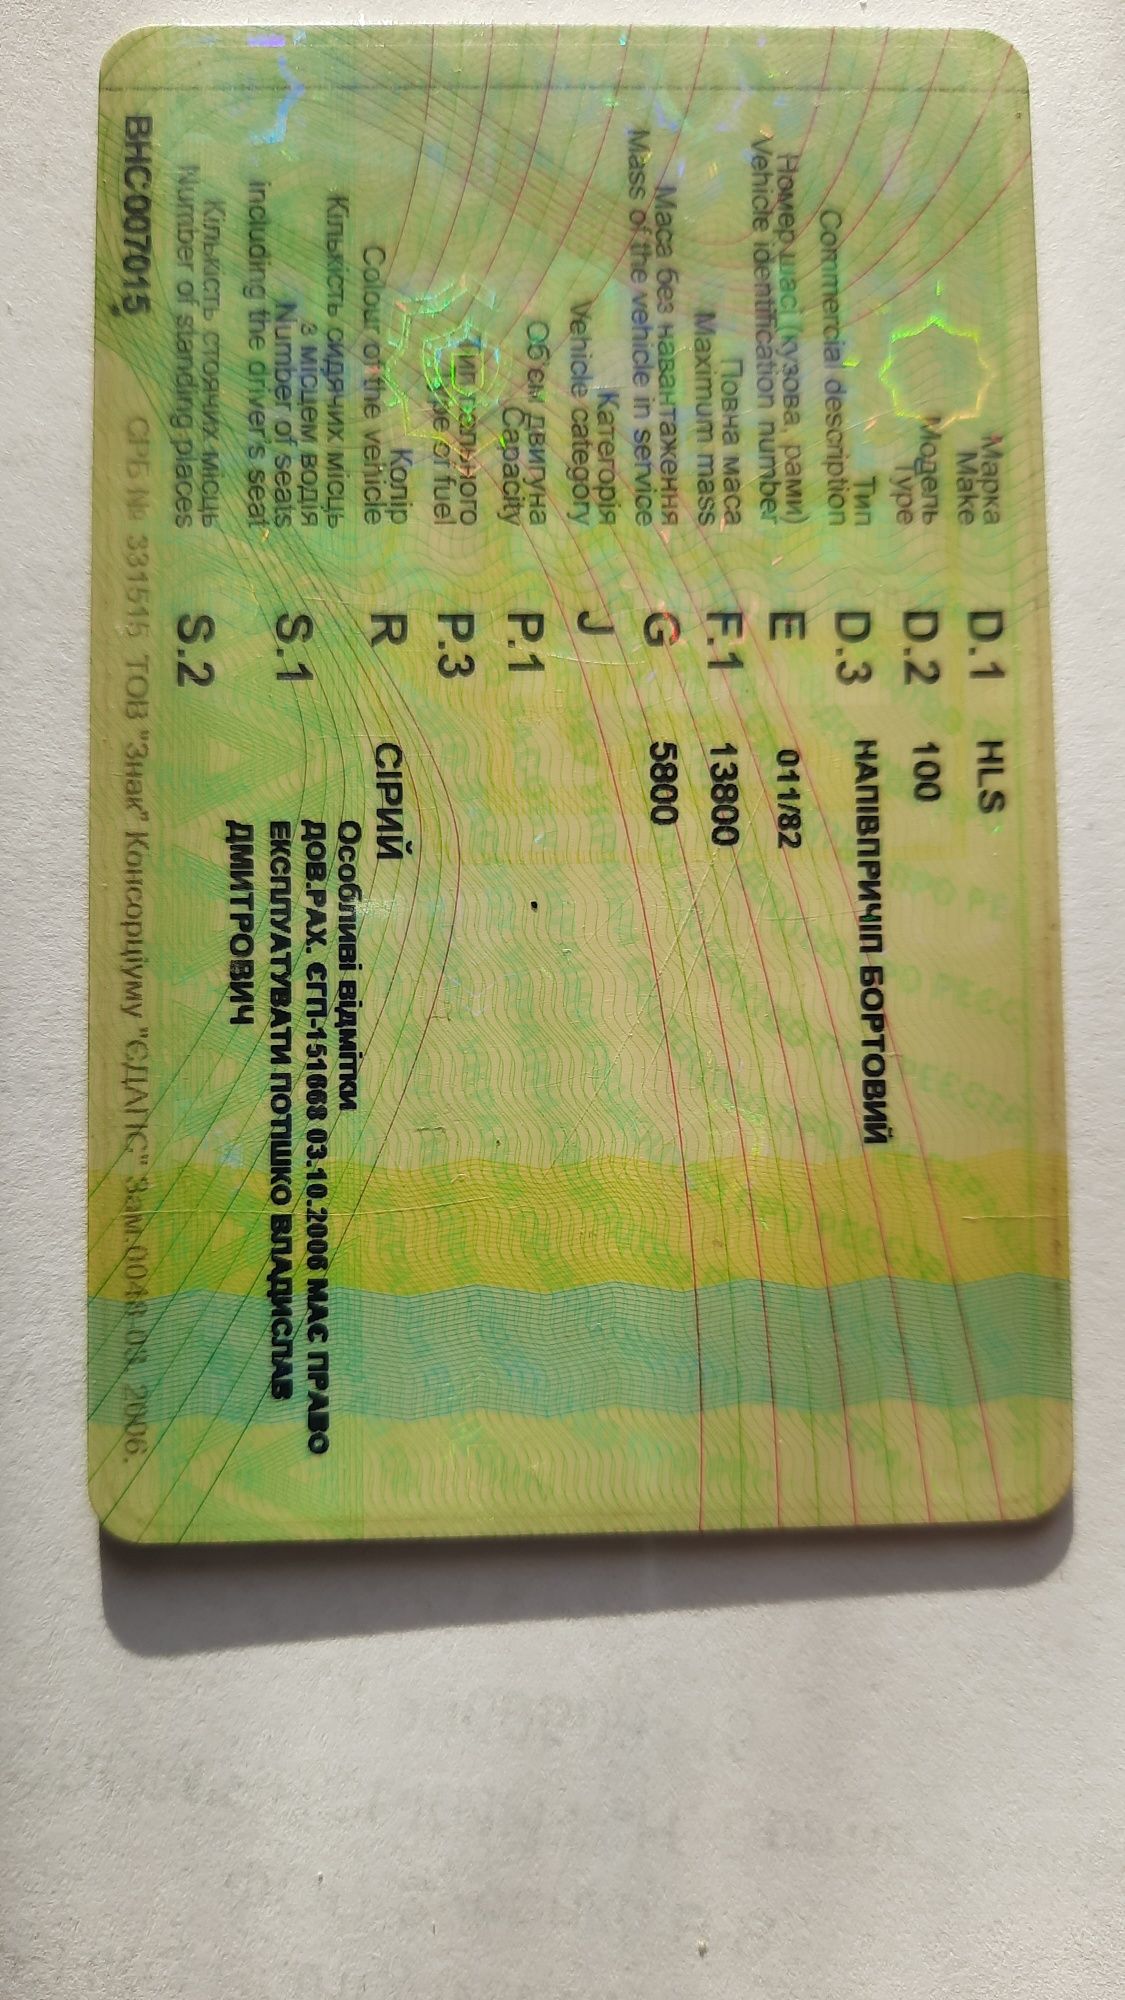 Марка
Make D.1 HLS
Модель
Type D.2 100
Тип
Commercial description D.3 НАПІВПРИЧІП БОРТОВИЙ
Номер шасі (кузова, рами)
Vehicle identification number E 011/82
Повна маса
Maximum mass F.1 13800
Маса без навантаження
Mass of the vehicle in service G 5800
Категорія
Vehicle category J
Об'єм двигуна
Capacity P.1
of fuel P.3
Колір
Colour of the vehicle R СІРИЙ
Кількість сидячих місць
з місцем водія
Number of seats
including the driver's seat S.1
Кількість стоячих місць
Number of standing places S.2
Особливі відмітки
ДОВ.РАХ. ЄГП-151668 03.10.2006 МАЄ ПРАВО
ЕКСПЛУАТУВАТИ ПОТІШКО ВЛАДИСЛАВ
ДМИТРОВИЧ
ВНС007015
СРБ № 331515 ТОВ "Знак" Консорціуму "ЄДАПС" Зам. 2006.